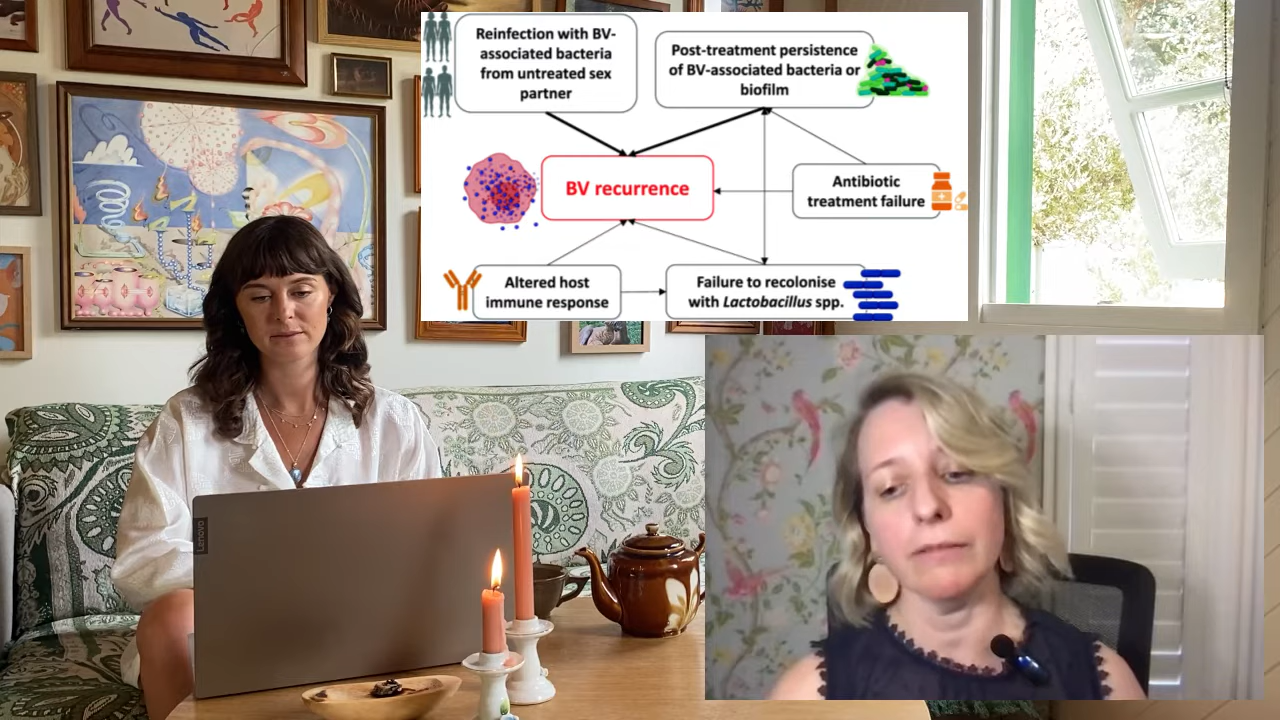 Reinfection with BV-
associated bacteria
from untreated sex
partner
Post-treatment persistence
of BV-associated bacteria or
biofilm
BV recurrence
Antibiotic
treatment failure
Altered host
immune response
Failure to recolonise
with Lactobacillus spp.
Lenovo